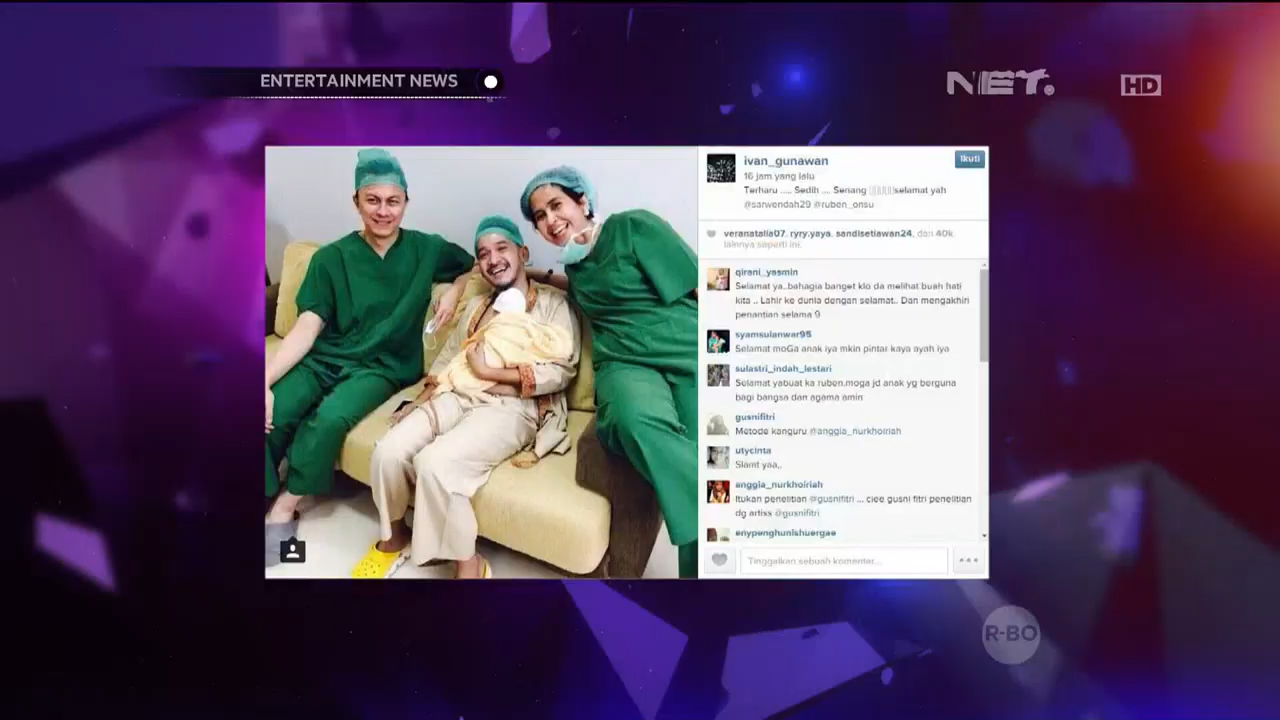 ENTERTAINMENT NEWS
NET.
HD
ivan_gunawan
Ikuti
16 jam yang lalu
Terharu ..... Sedih .... Senang selamat yah
@sarwendah29 @ruben_onsu
veranatalia07, ryry.yaya, sandisetiawan24, dan 40k
lainnya seperti ini.
qirani_yasmin
Selamat ya..bahagia banget klo da melihat buah hati
kita .. Lahir ke dunia dengan selamat.. Dan mengakhiri
penantian selama 9
syamsulanwar95
Selamat moGa anak iya mkin pintar kaya ayah iya
sulastri_indah_lestari
Selamat yabuat ka ruben.moga jd anak yg berguna
bagi bangsa dan agama amin
gusnifitri
Metode kanguru @anggia_nurkhoiriah
utycinta
Slamt yaa,,
anggia_nurkhoiriah
Itukan penelitian @gusnifitri ... ciee gusni fitri penelitian
dg artiss @gusnifitri
enypenghunishuergae
Tinggalkan sebuah komentar...
R-BO